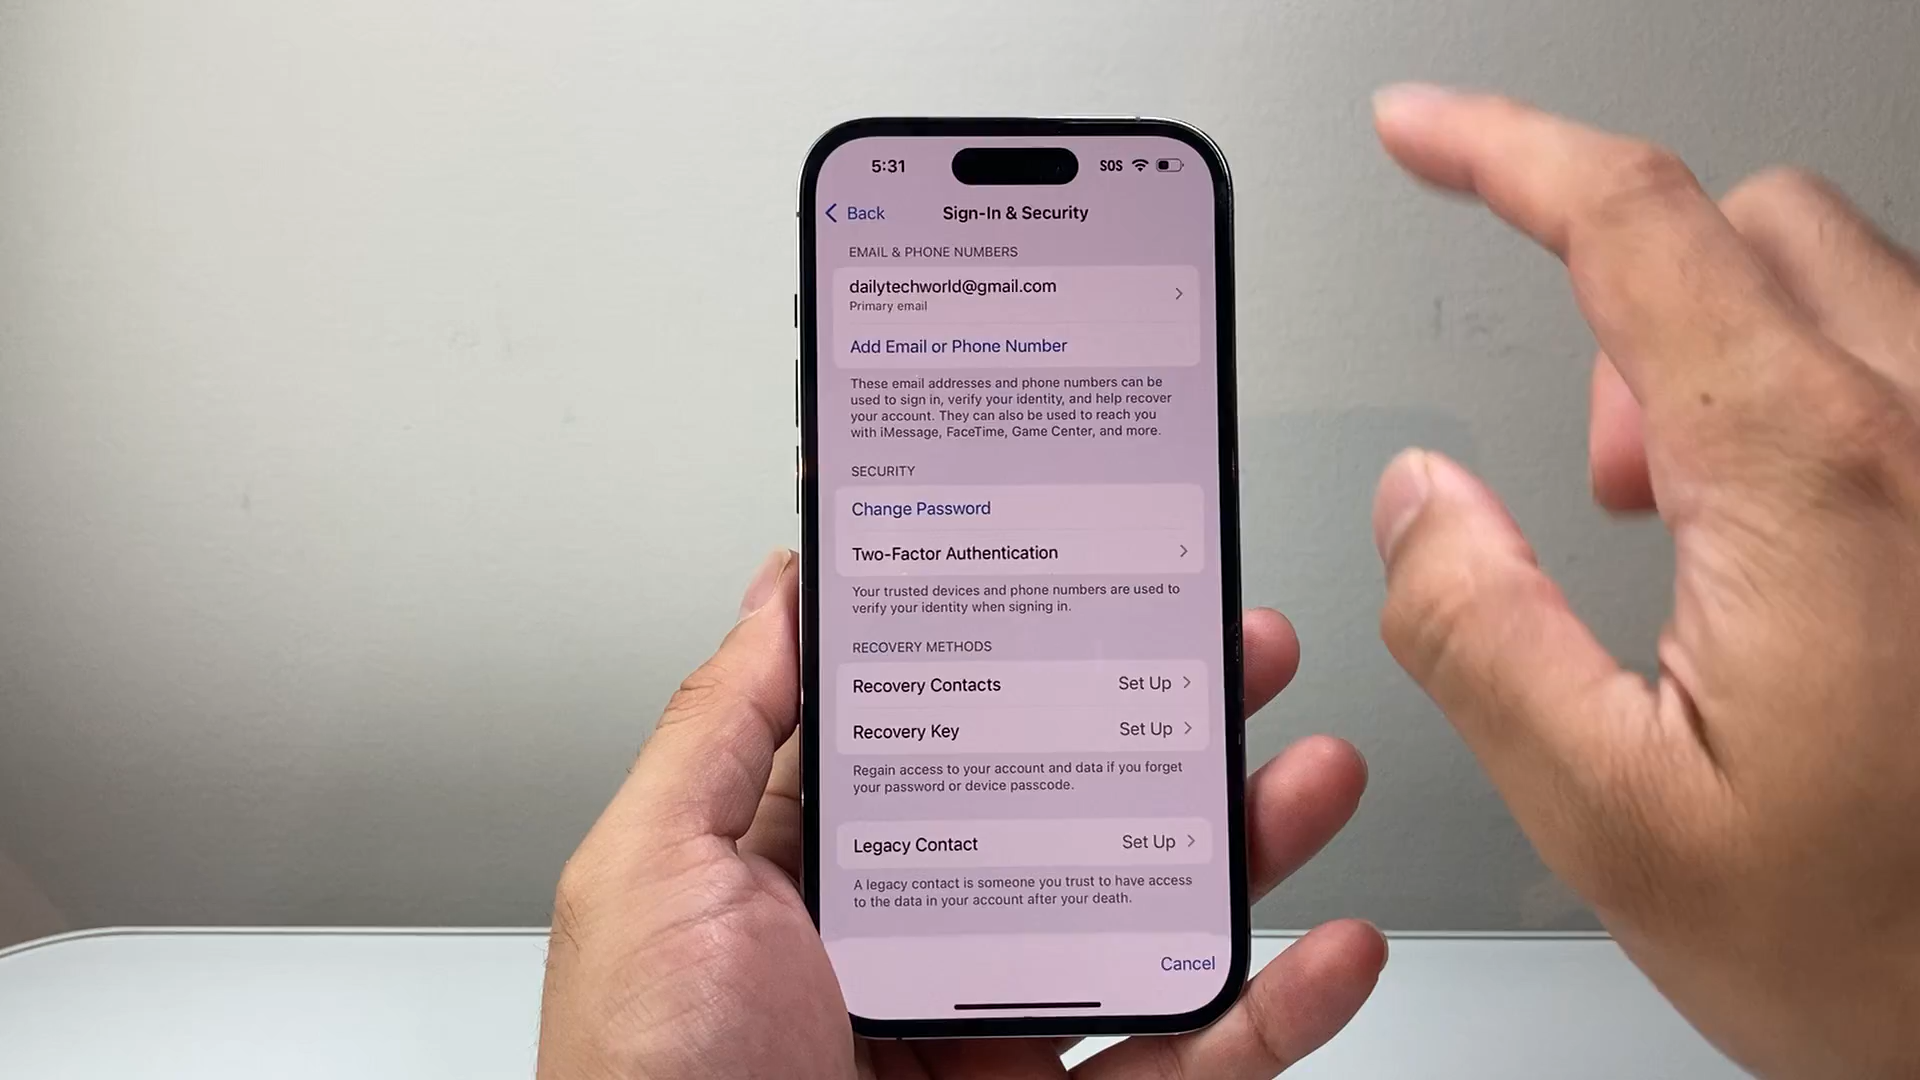 5:31
SOS
Back
Sign-In & Security
EMAIL & PHONE NUMBERS
dailytechworld@gmail.com
Primary email
Add Email or Phone Number
These email addresses and phone numbers can be
used to sign in, verify your identity, and help recover
your account. They can also be used to reach you
with iMessage, FaceTime, Game Center, and more.
SECURITY
Change Password
Two-Factor Authentication
Your trusted devices and phone numbers are used to
verify your identity when signing in.
RECOVERY METHODS
Recovery Contacts Set Up
Recovery Key Set Up
Regain access to your account and data if you forget
your password or device passcode.
Legacy Contact Set Up
A legacy contact is someone you trust to have access
to the data in your account after your death.
Cancel